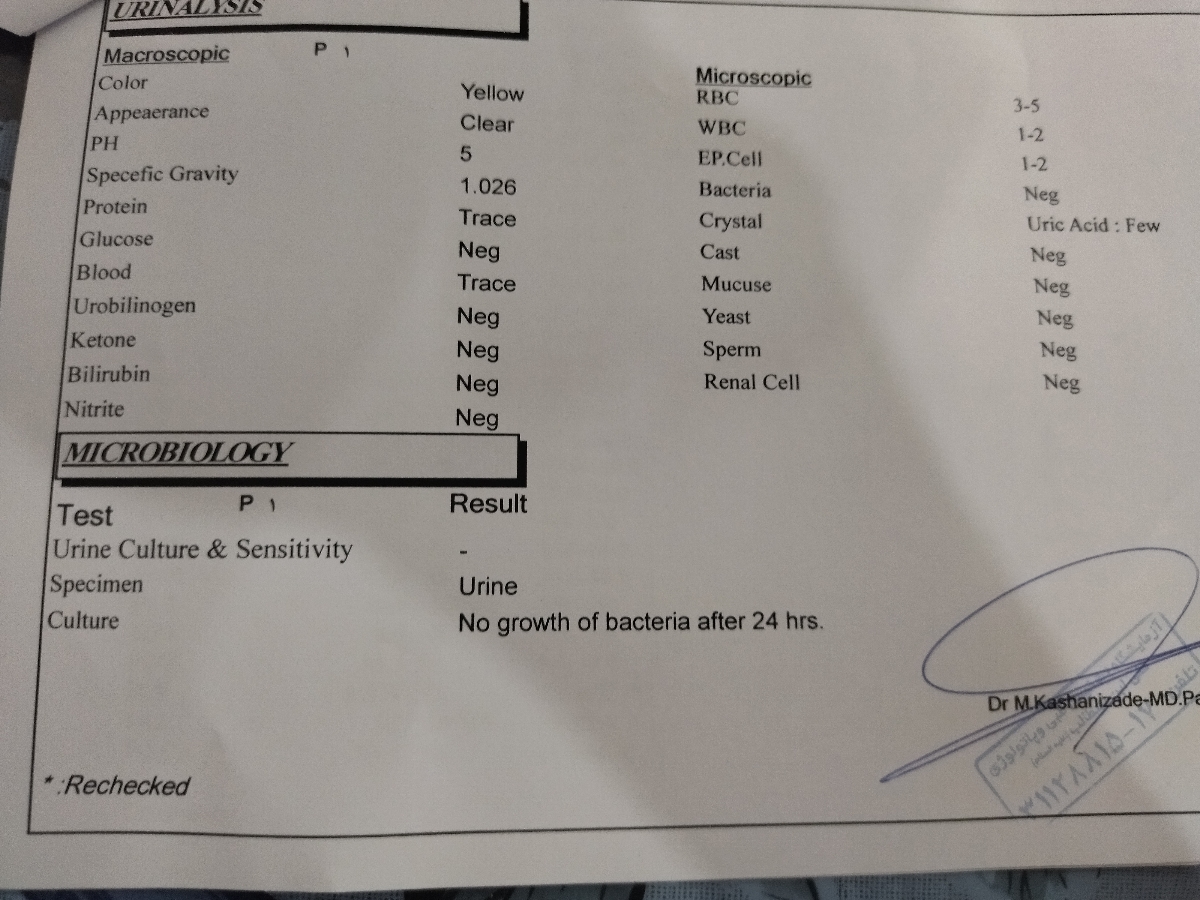 URINALYSIS
Macroscopic P ۱
Color Yellow
Appeaerance Clear
PH 5
Specefic Gravity 1.026
Protein Trace
Glucose Neg
Blood Trace
Urobilinogen Neg
Ketone Neg
Bilirubin Neg
Nitrite Neg
Microscopic
RBC 3-5
WBC 1-2
EP.Cell 1-2
Bacteria Neg
Crystal Uric Acid : Few
Cast Neg
Mucuse Neg
Yeast Neg
Sperm Neg
Renal Cell Neg
MICROBIOLOGY
Test P ۱ Result
Urine Culture & Sensitivity -
Specimen Urine
Culture No growth of bacteria after 24 hrs.
Dr M.Kashanizade-MD.Pa
* :Rechecked